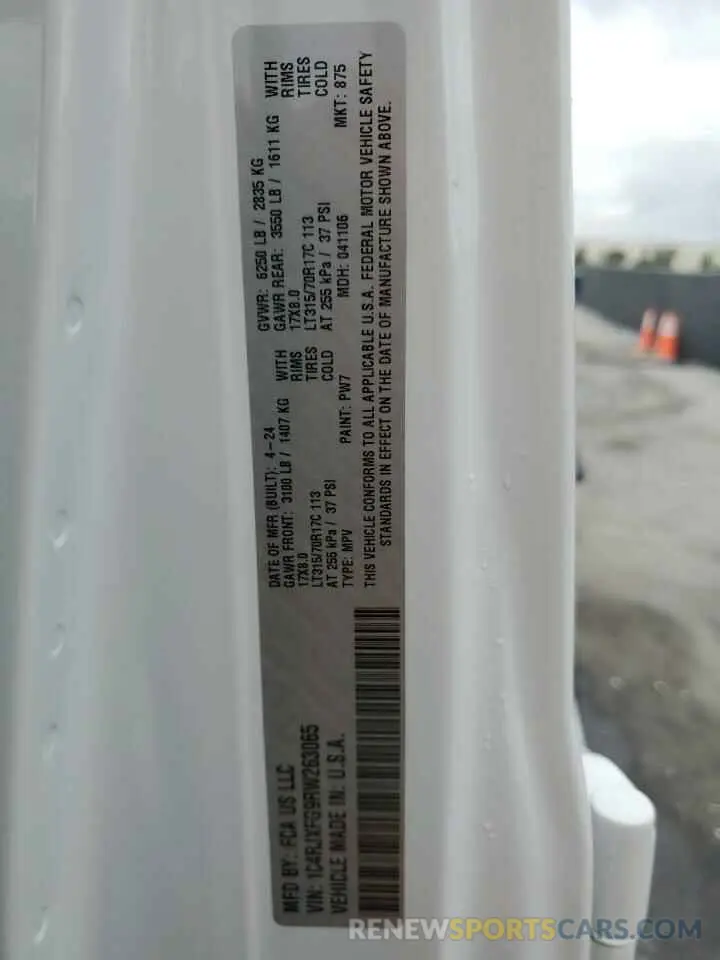 MFD BY: FCA US LLC
VIN: 1C4RJXFG9RW263065
VEHICLE MADE IN: U.S.A.
DATE OF MFR (BUILT): 4-24
GAWR FRONT: 3100 LB / 1407 KG WITH
17X8.0 RIMS
LT315/70R17C 113 TIRES
AT 255 kPa / 37 PSI COLD
TYPE: MPV PAINT: PW7
GVWR: 6250 LB / 2835 KG
GAWR REAR: 3550 LB / 1611 KG WITH
17X8.0 RIMS
LT315/70R17C 113 TIRES
AT 255 kPa / 37 PSI COLD
MDH: 041106 MKT: 875
THIS VEHICLE CONFORMS TO ALL APPLICABLE U.S.A. FEDERAL MOTOR VEHICLE SAFETY
STANDARDS IN EFFECT ON THE DATE OF MANUFACTURE SHOWN ABOVE.
RENEWSPORTSCARS.COM